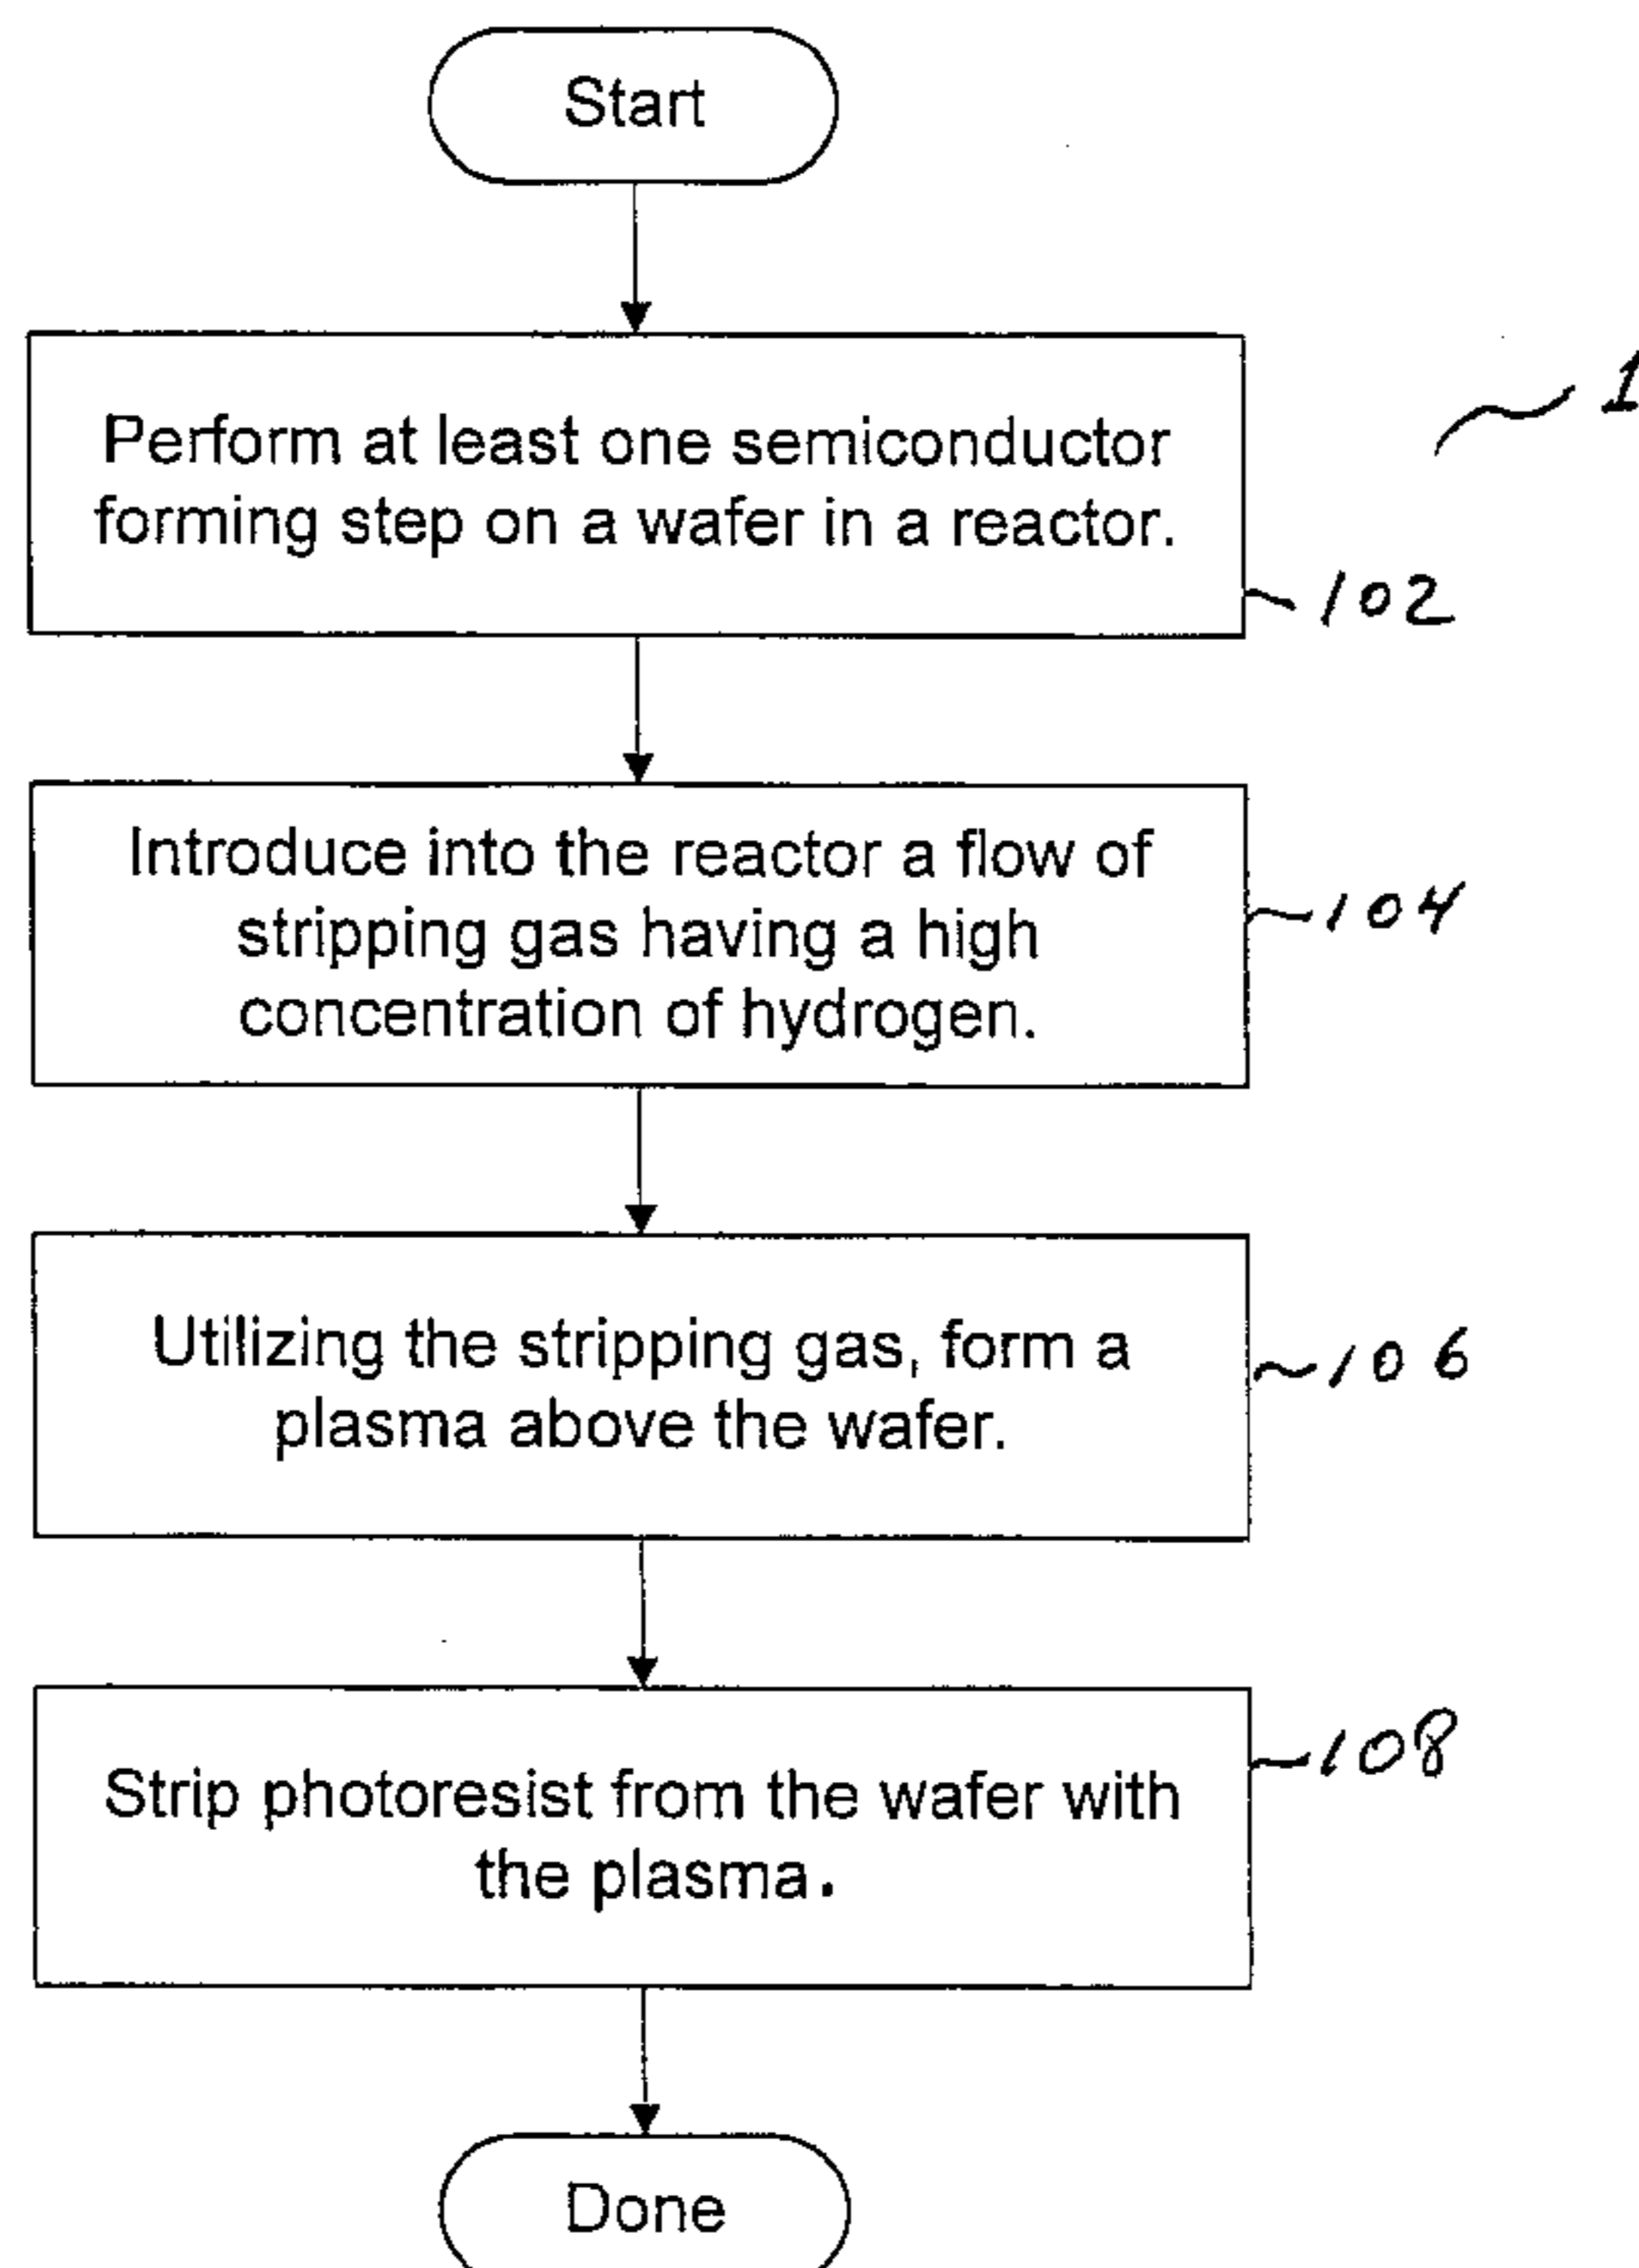 Start
Perform at least one semiconductor
forming step on a wafer in a reactor.
1
102
Introduce into the reactor a flow of
stripping gas having a high
concentration of hydrogen.
104
Utilizing the stripping gas, form a
plasma above the wafer.
106
Strip photoresist from the wafer with
the plasma.
108
Done